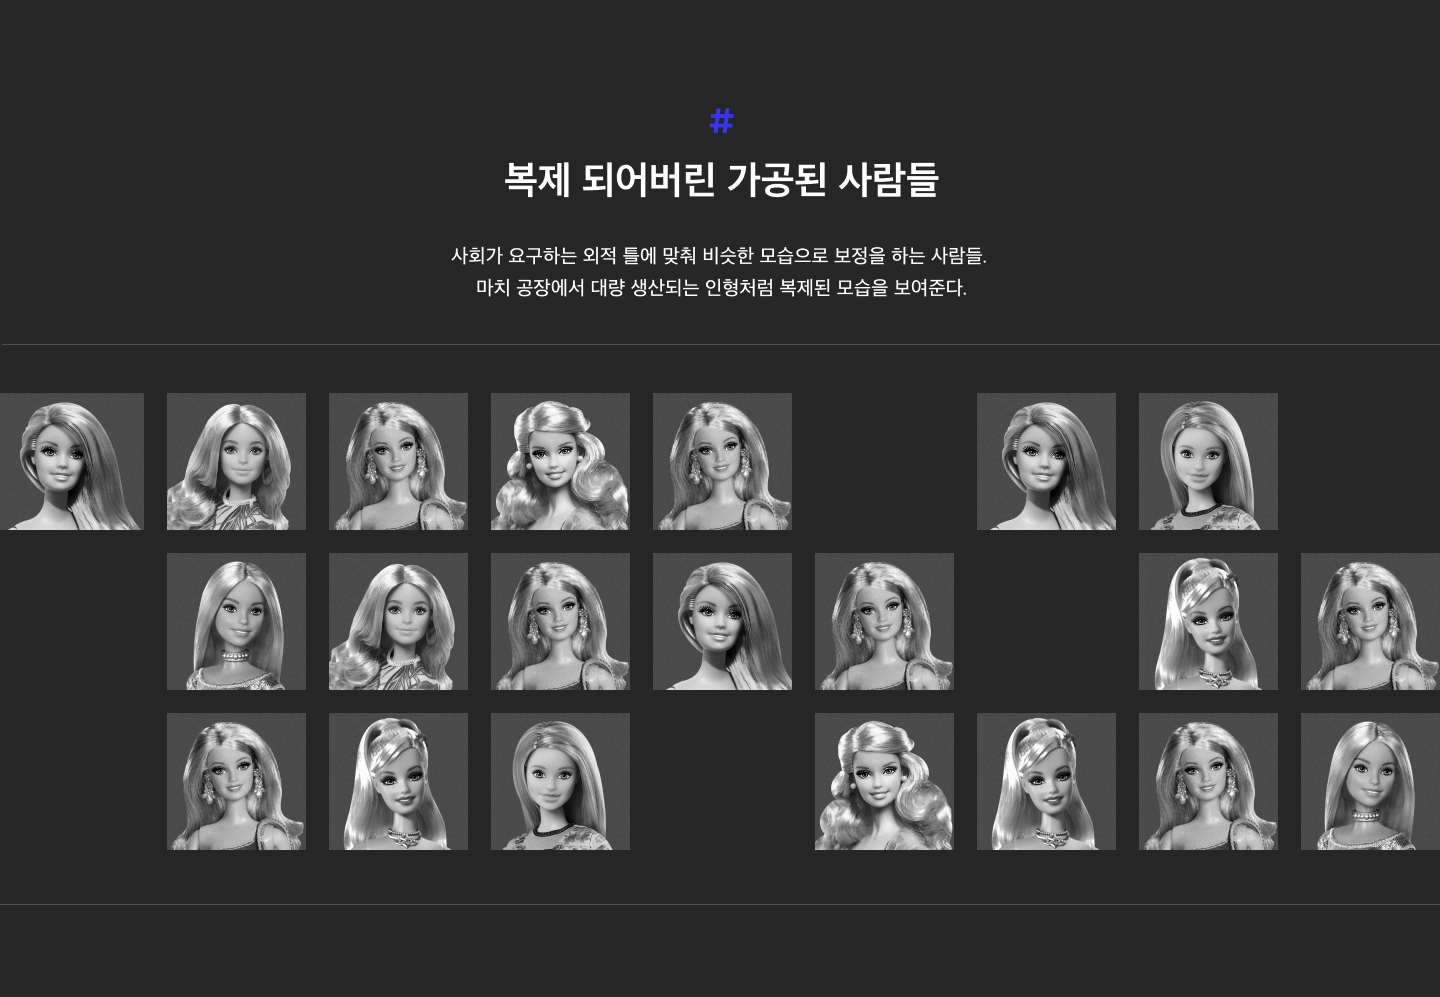 #
복제 되어버린 가공된 사람들
사회가 요구하는 외적 틀에 맞춰 비슷한 모습으로 보정을 하는 사람들.
마치 공장에서 대량 생산되는 인형처럼 복제된 모습을 보여준다.